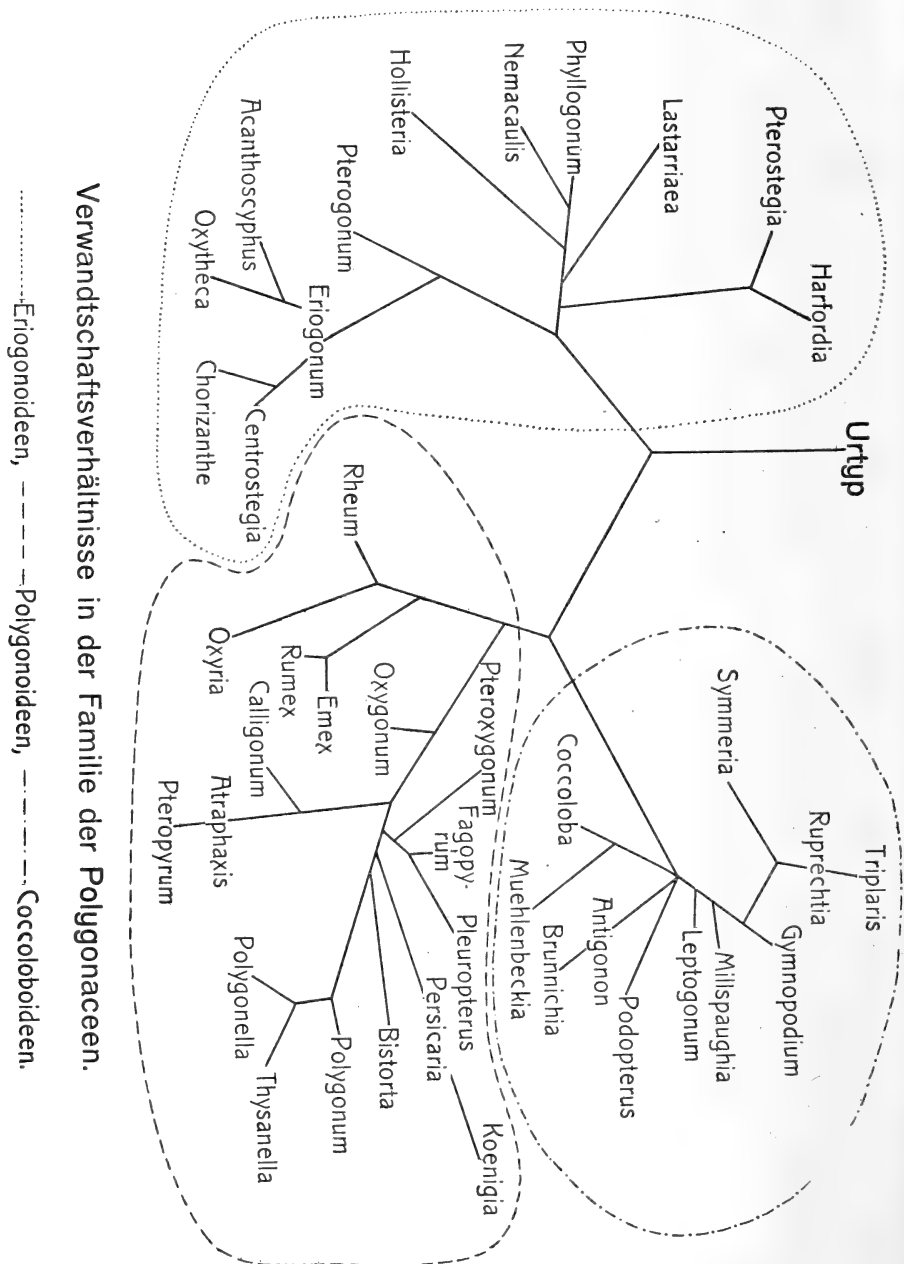 Urtyp
Pterostegia
Harfordia
Lastarriaea
Phyllogonum
Nemacaulis
Hollisteria
Pterogonum
Acanthoscyphus
Oxytheca
Eriogonum
Chorizanthe
Centrostegia
Symmeria
Ruprechtia
Triplaris
Gymnopodium
Millspaughia
Leptogonum
Podopterus
Antigonon
Brunnichia
Muehlenbeckia
Coccoloba
Rheum
Oxyria
Rumex
Emex
Oxygonum
Calligonum
Atraphaxis
Pteropyrum
Pteroxygonum
Fagopy-
rum
Pleuropterus
Persicaria
Koenigia
Bistorta
Polygonum
Polygonella
Thysanella
Verwandtschaftsverhältnisse in der Familie der Polygonaceen.
Eriogonoideen, Polygonoideen, Coccoloboideen.